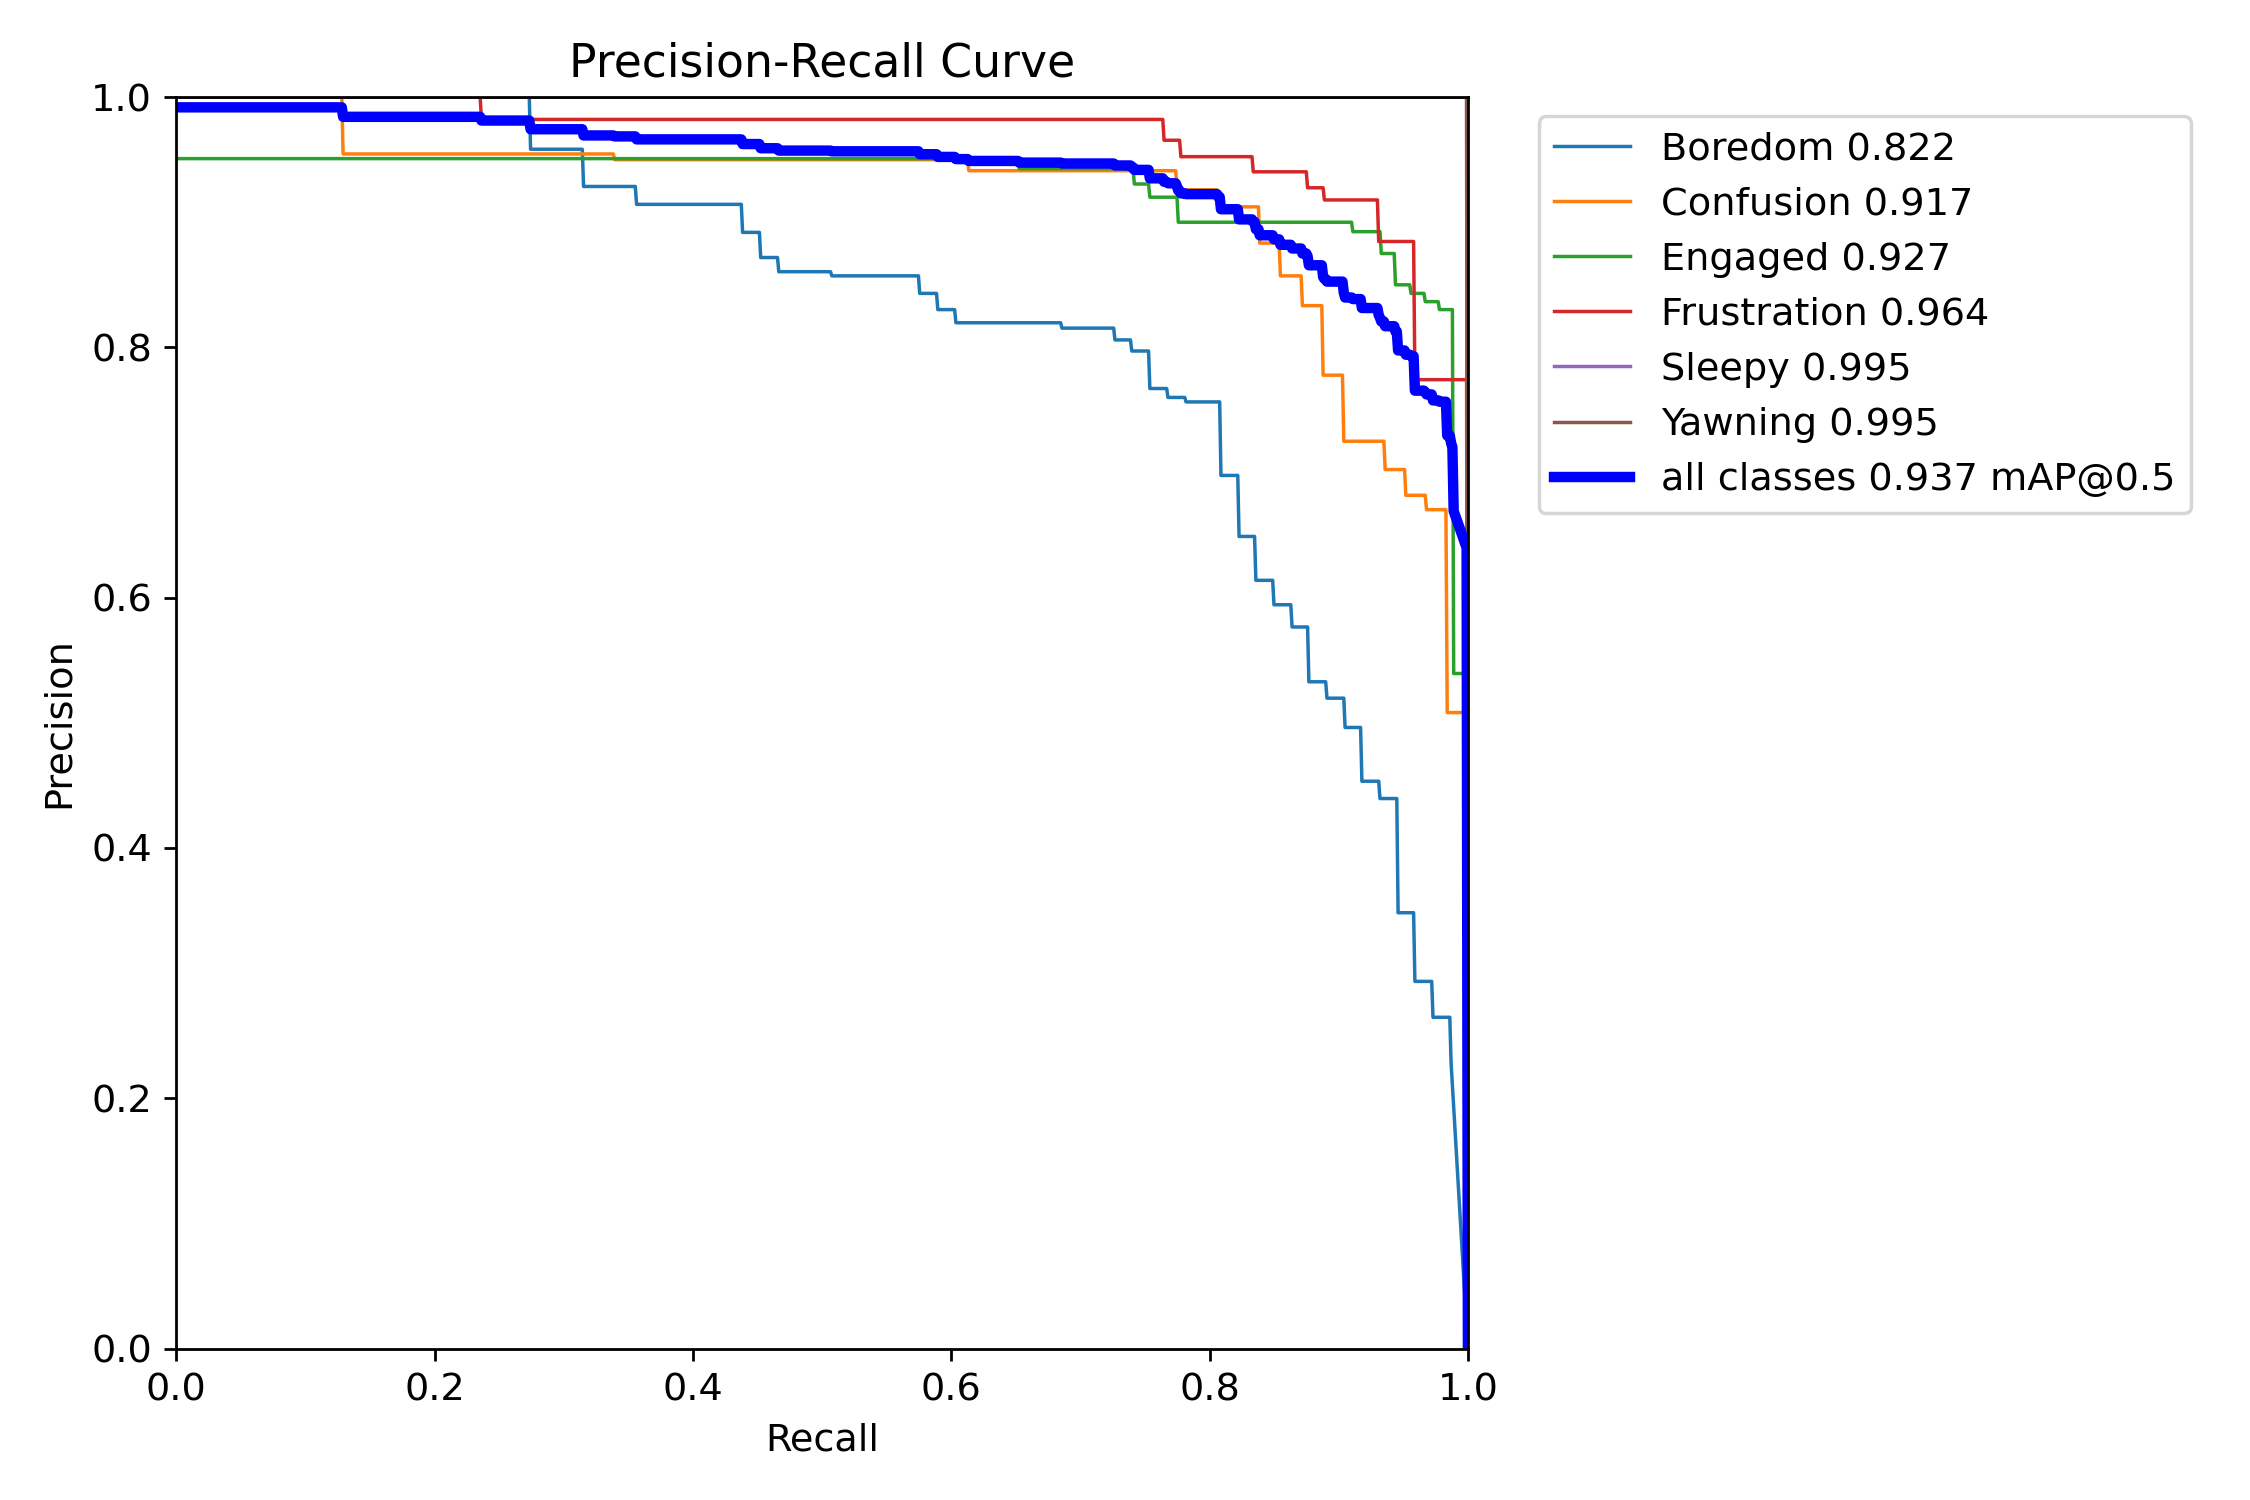 Precision-Recall Curve
1.0
0.8
0.6
0.4
0.2
0.0
Precision
0.0 0.2 0.4 0.6 0.8 1.0
Recall
Boredom 0.822
Confusion 0.917
Engaged 0.927
Frustration 0.964
Sleepy 0.995
Yawning 0.995
all classes 0.937 mAP@0.5